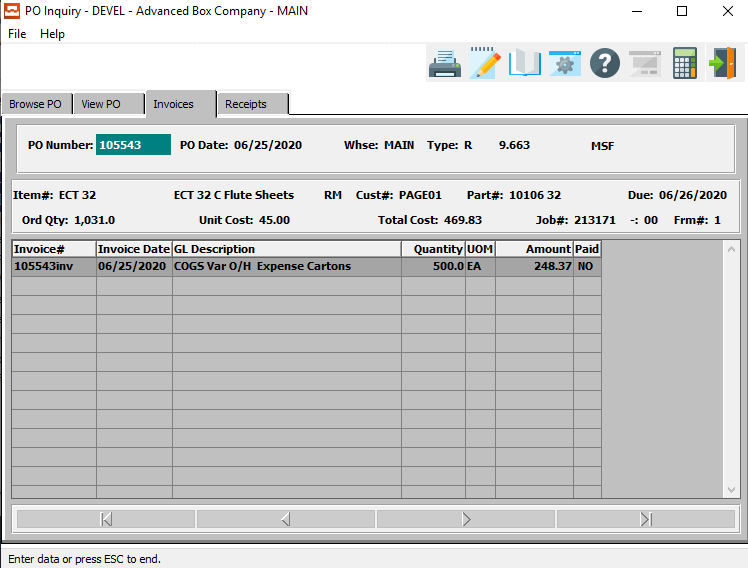 PO Inquiry - DEVEL - Advanced Box Company - MAIN
File Help
Browse PO View PO Invoices Receipts
PO Number: 105543 PO Date: 06/25/2020 Whse: MAIN Type: R 9.663 MSF
Item#: ECT 32 ECT 32 C Flute Sheets RM Cust#: PAGE01 Part#: 10106 32 Due: 06/26/2020
Ord Qty: 1,031.0 Unit Cost: 45.00 Total Cost: 469.83 Job#: 213171 -: 00 Frm#: 1
Invoice# Invoice Date GL Description Quantity UOM Amount Paid
105543inv 06/25/2020 COGS Var O/H Expense Cartons 500.0 EA 248.37 NO
Enter data or press ESC to end.